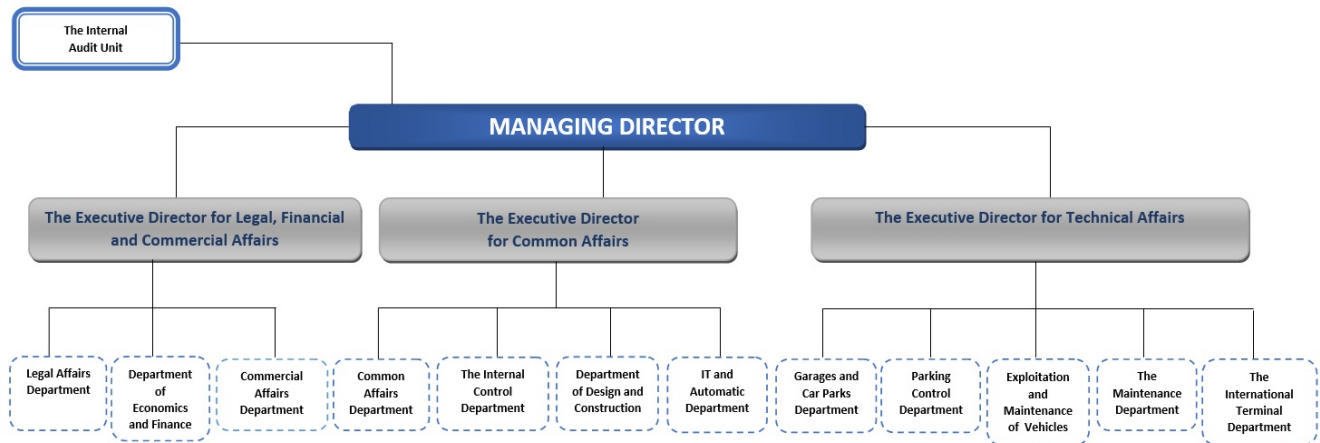 The Internal
Audit Unit
MANAGING DIRECTOR
The Executive Director for Legal, Financial
and Commercial Affairs
The Executive Director
for Common Affairs
The Executive Director for Technical Affairs
Legal Affairs
Department
Department
of
Economics
and Finance
Commercial
Affairs
Department
Common
Affairs
Department
The Internal
Control
Department
Department
of Design and
Construction
IT and
Automatic
Department
Garages and
Car Parks
Department
Parking
Control
Department
Exploitation
and
Maintenance
of Vehicles
The
Maintenance
Department
The
International
Terminal
Department